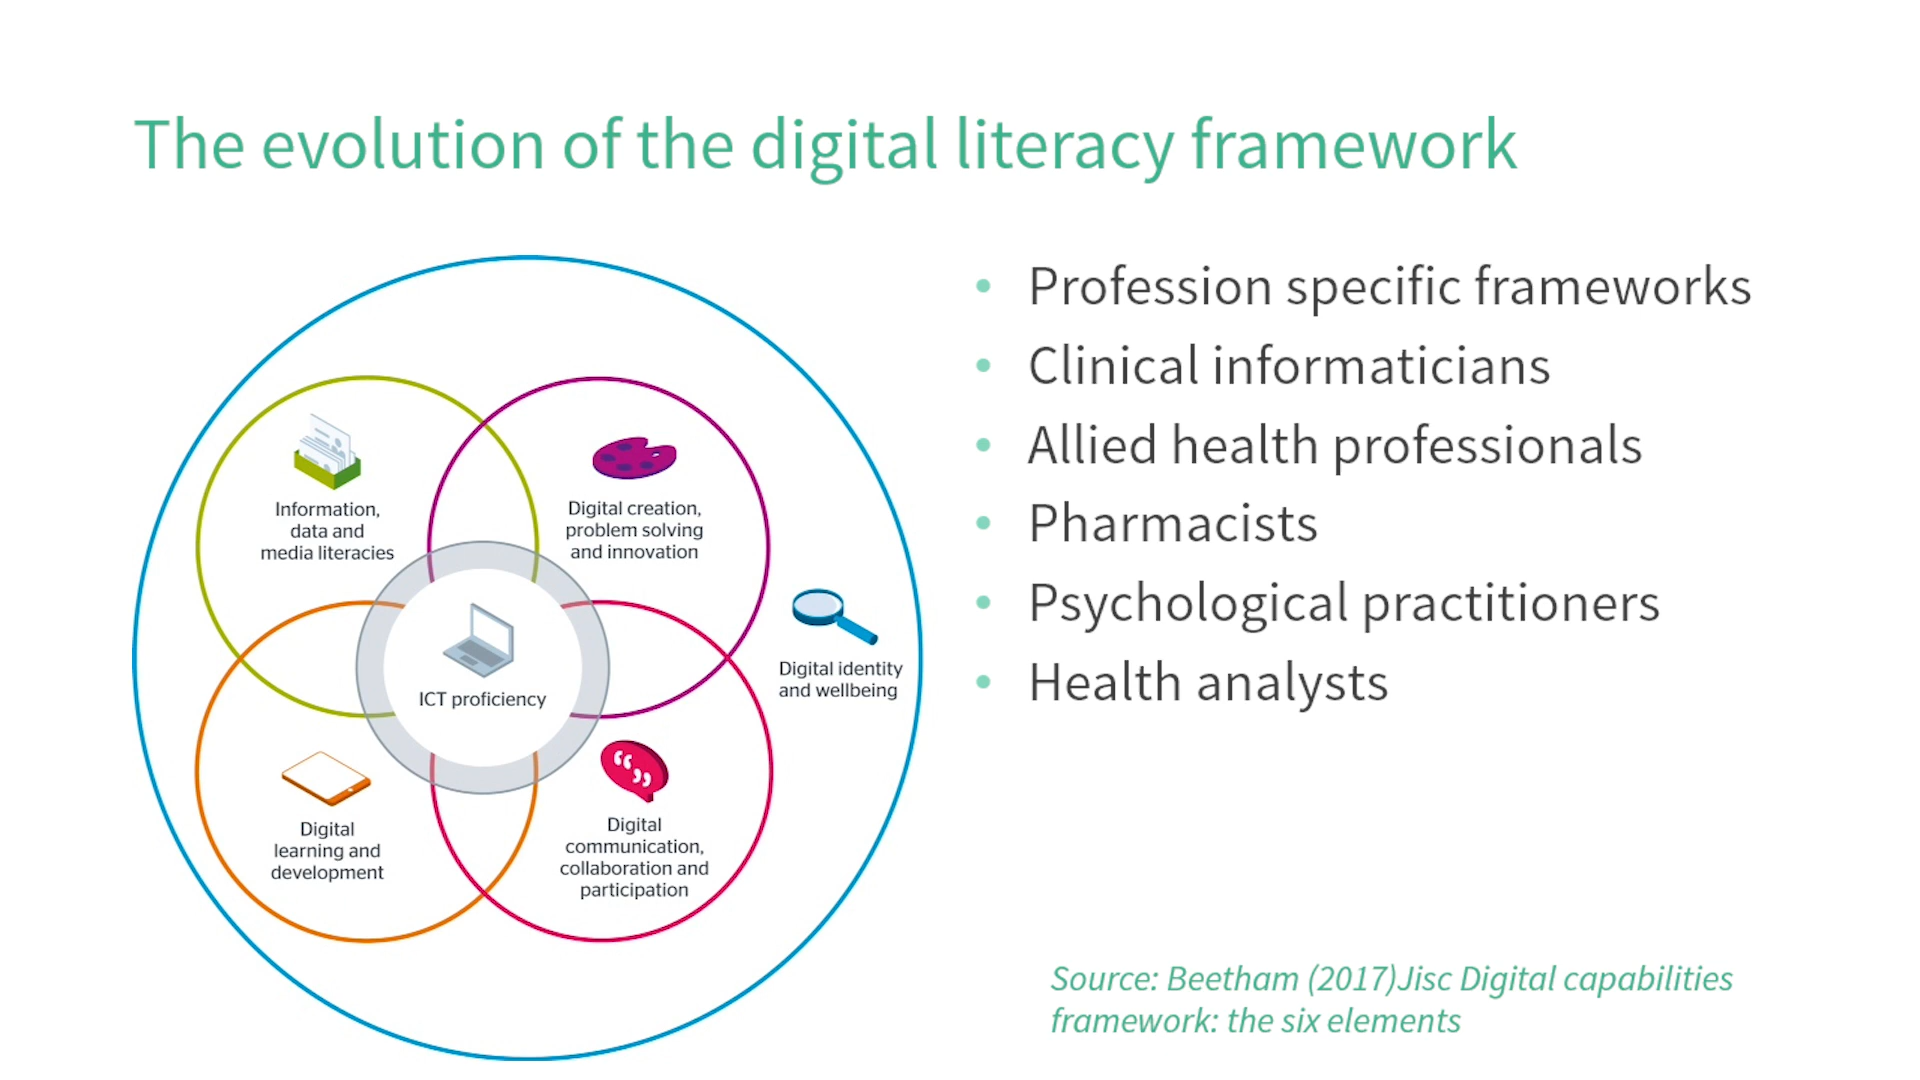 The evolution of the digital literacy framework
Information,
data and
media literacies
Digital creation,
problem solving
and innovation
ICT proficiency
Digital identity
and wellbeing
Digital
learning and
development
Digital
communication,
collaboration and
participation
• Profession specific frameworks
• Clinical informaticians
• Allied health professionals
• Pharmacists
• Psychological practitioners
• Health analysts
Source: Beetham (2017)Jisc Digital capabilities
framework: the six elements